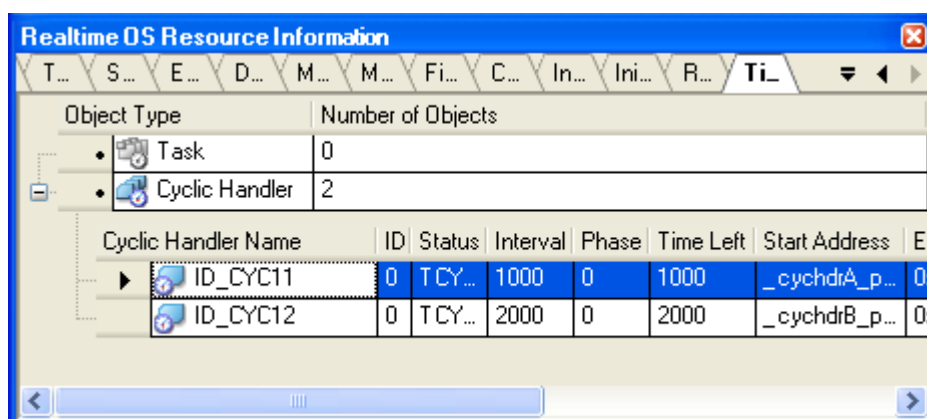 Realtime OS Resource Information
T... S... E... D... M... M... Fi... C... In... Ini... R... Ti...
Object Type Number of Objects
Task 0
Cyclic Handler 2
Cyclic Handler Name ID Status Interval Phase Time Left Start Address E
ID_CYC11 0 TCY... 1000 0 1000 _cychdrA_p... 0
ID_CYC12 0 TCY... 2000 0 2000 _cychdrB_p... 0